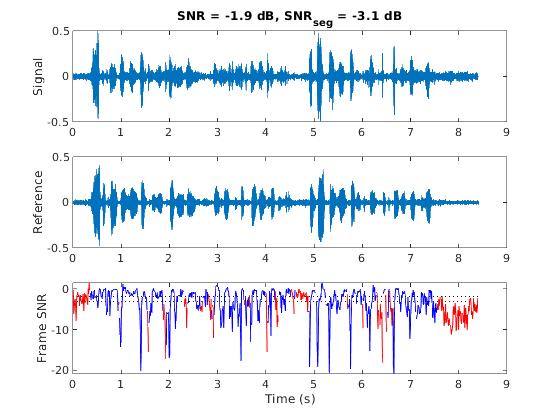 SNR = -1.9 dB, SNRseg = -3.1 dB
0.5
0
-0.5
Signal
0 1 2 3 4 5 6 7 8 9
0.5
0
-0.5
Reference
0 1 2 3 4 5 6 7 8 9
0
-10
-20
Frame SNR
0 1 2 3 4 5 6 7 8 9
Time (s)